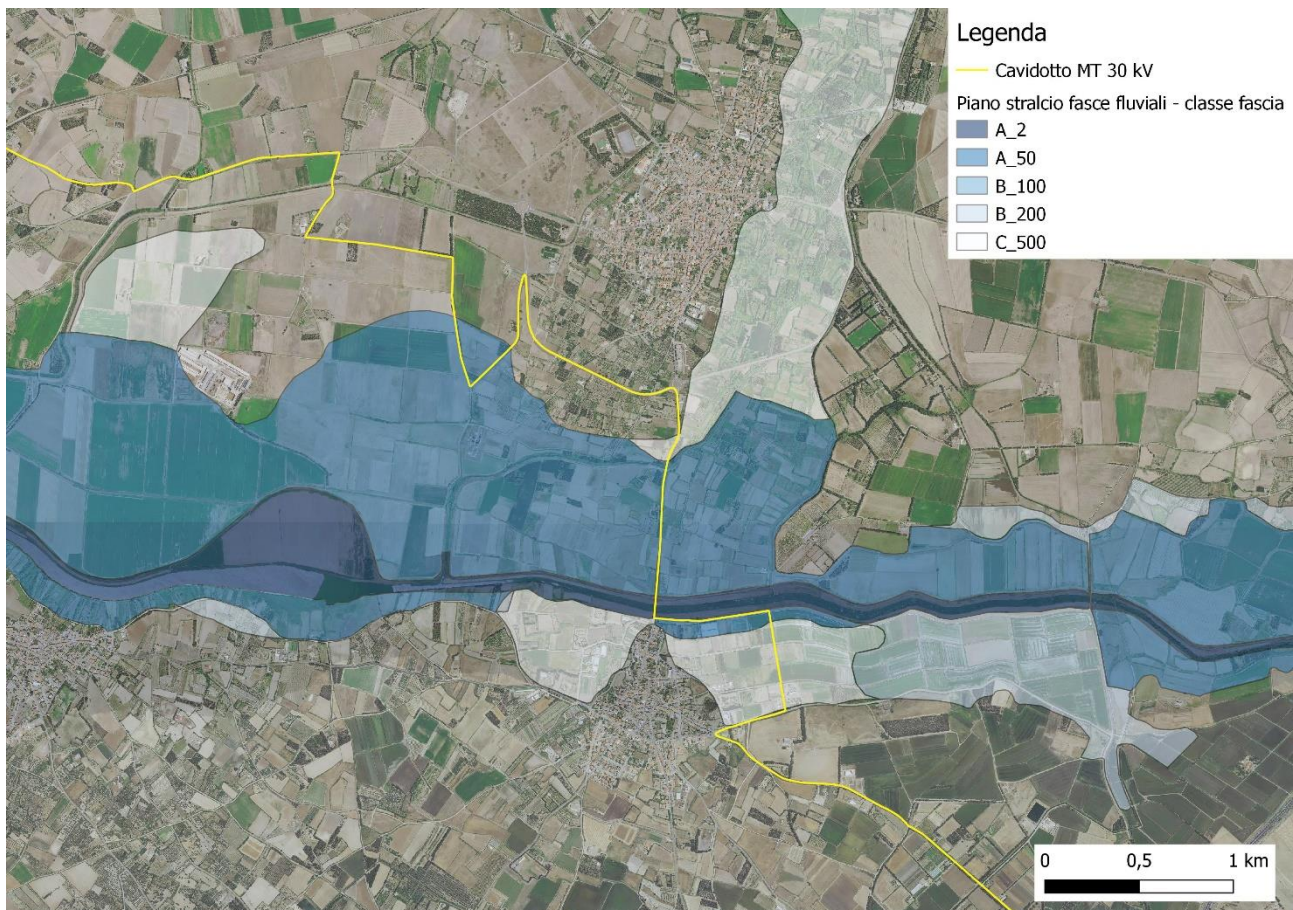 Legenda
Cavidotto MT 30 kV
Piano stralcio fasce fluviali - classe fascia
A_2
A_50
B_100
B_200
C_500
0 0,5 1 km